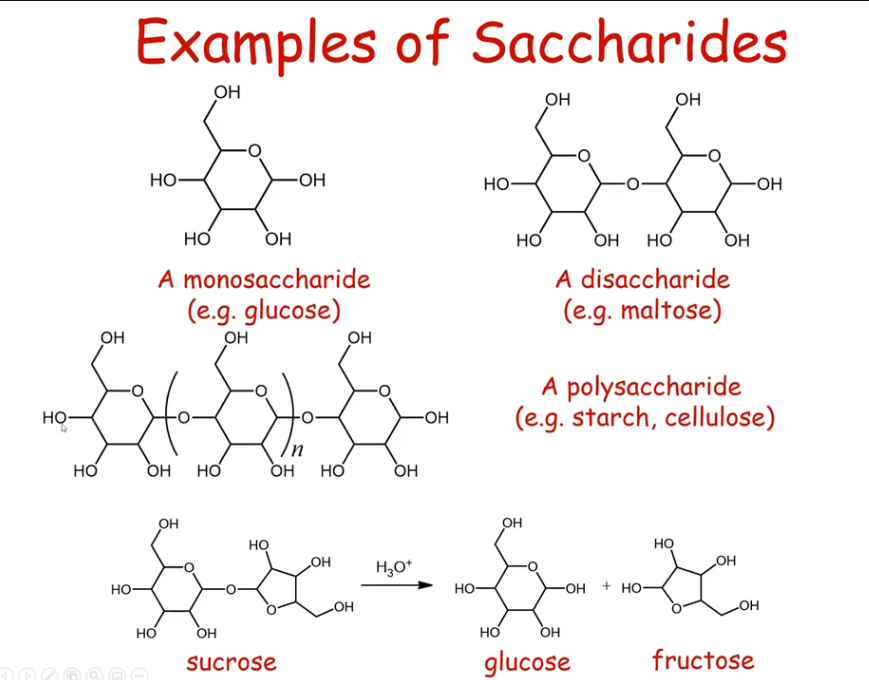 Examples of Saccharides
OH OH OH
O O O
HO OH HO O OH
HO OH HO OH HO OH
A monosaccharide A disaccharide
(e.g. glucose) (e.g. maltose)
OH OH OH
O O O
HO O O OH
HO OH HO OH n HO OH
A polysaccharide
(e.g. starch, cellulose)
OH OH
HO OH HO OH
O H3O+ O
HO O HO OH + HO
O OH O OH
HO OH HO OH
sucrose glucose fructose